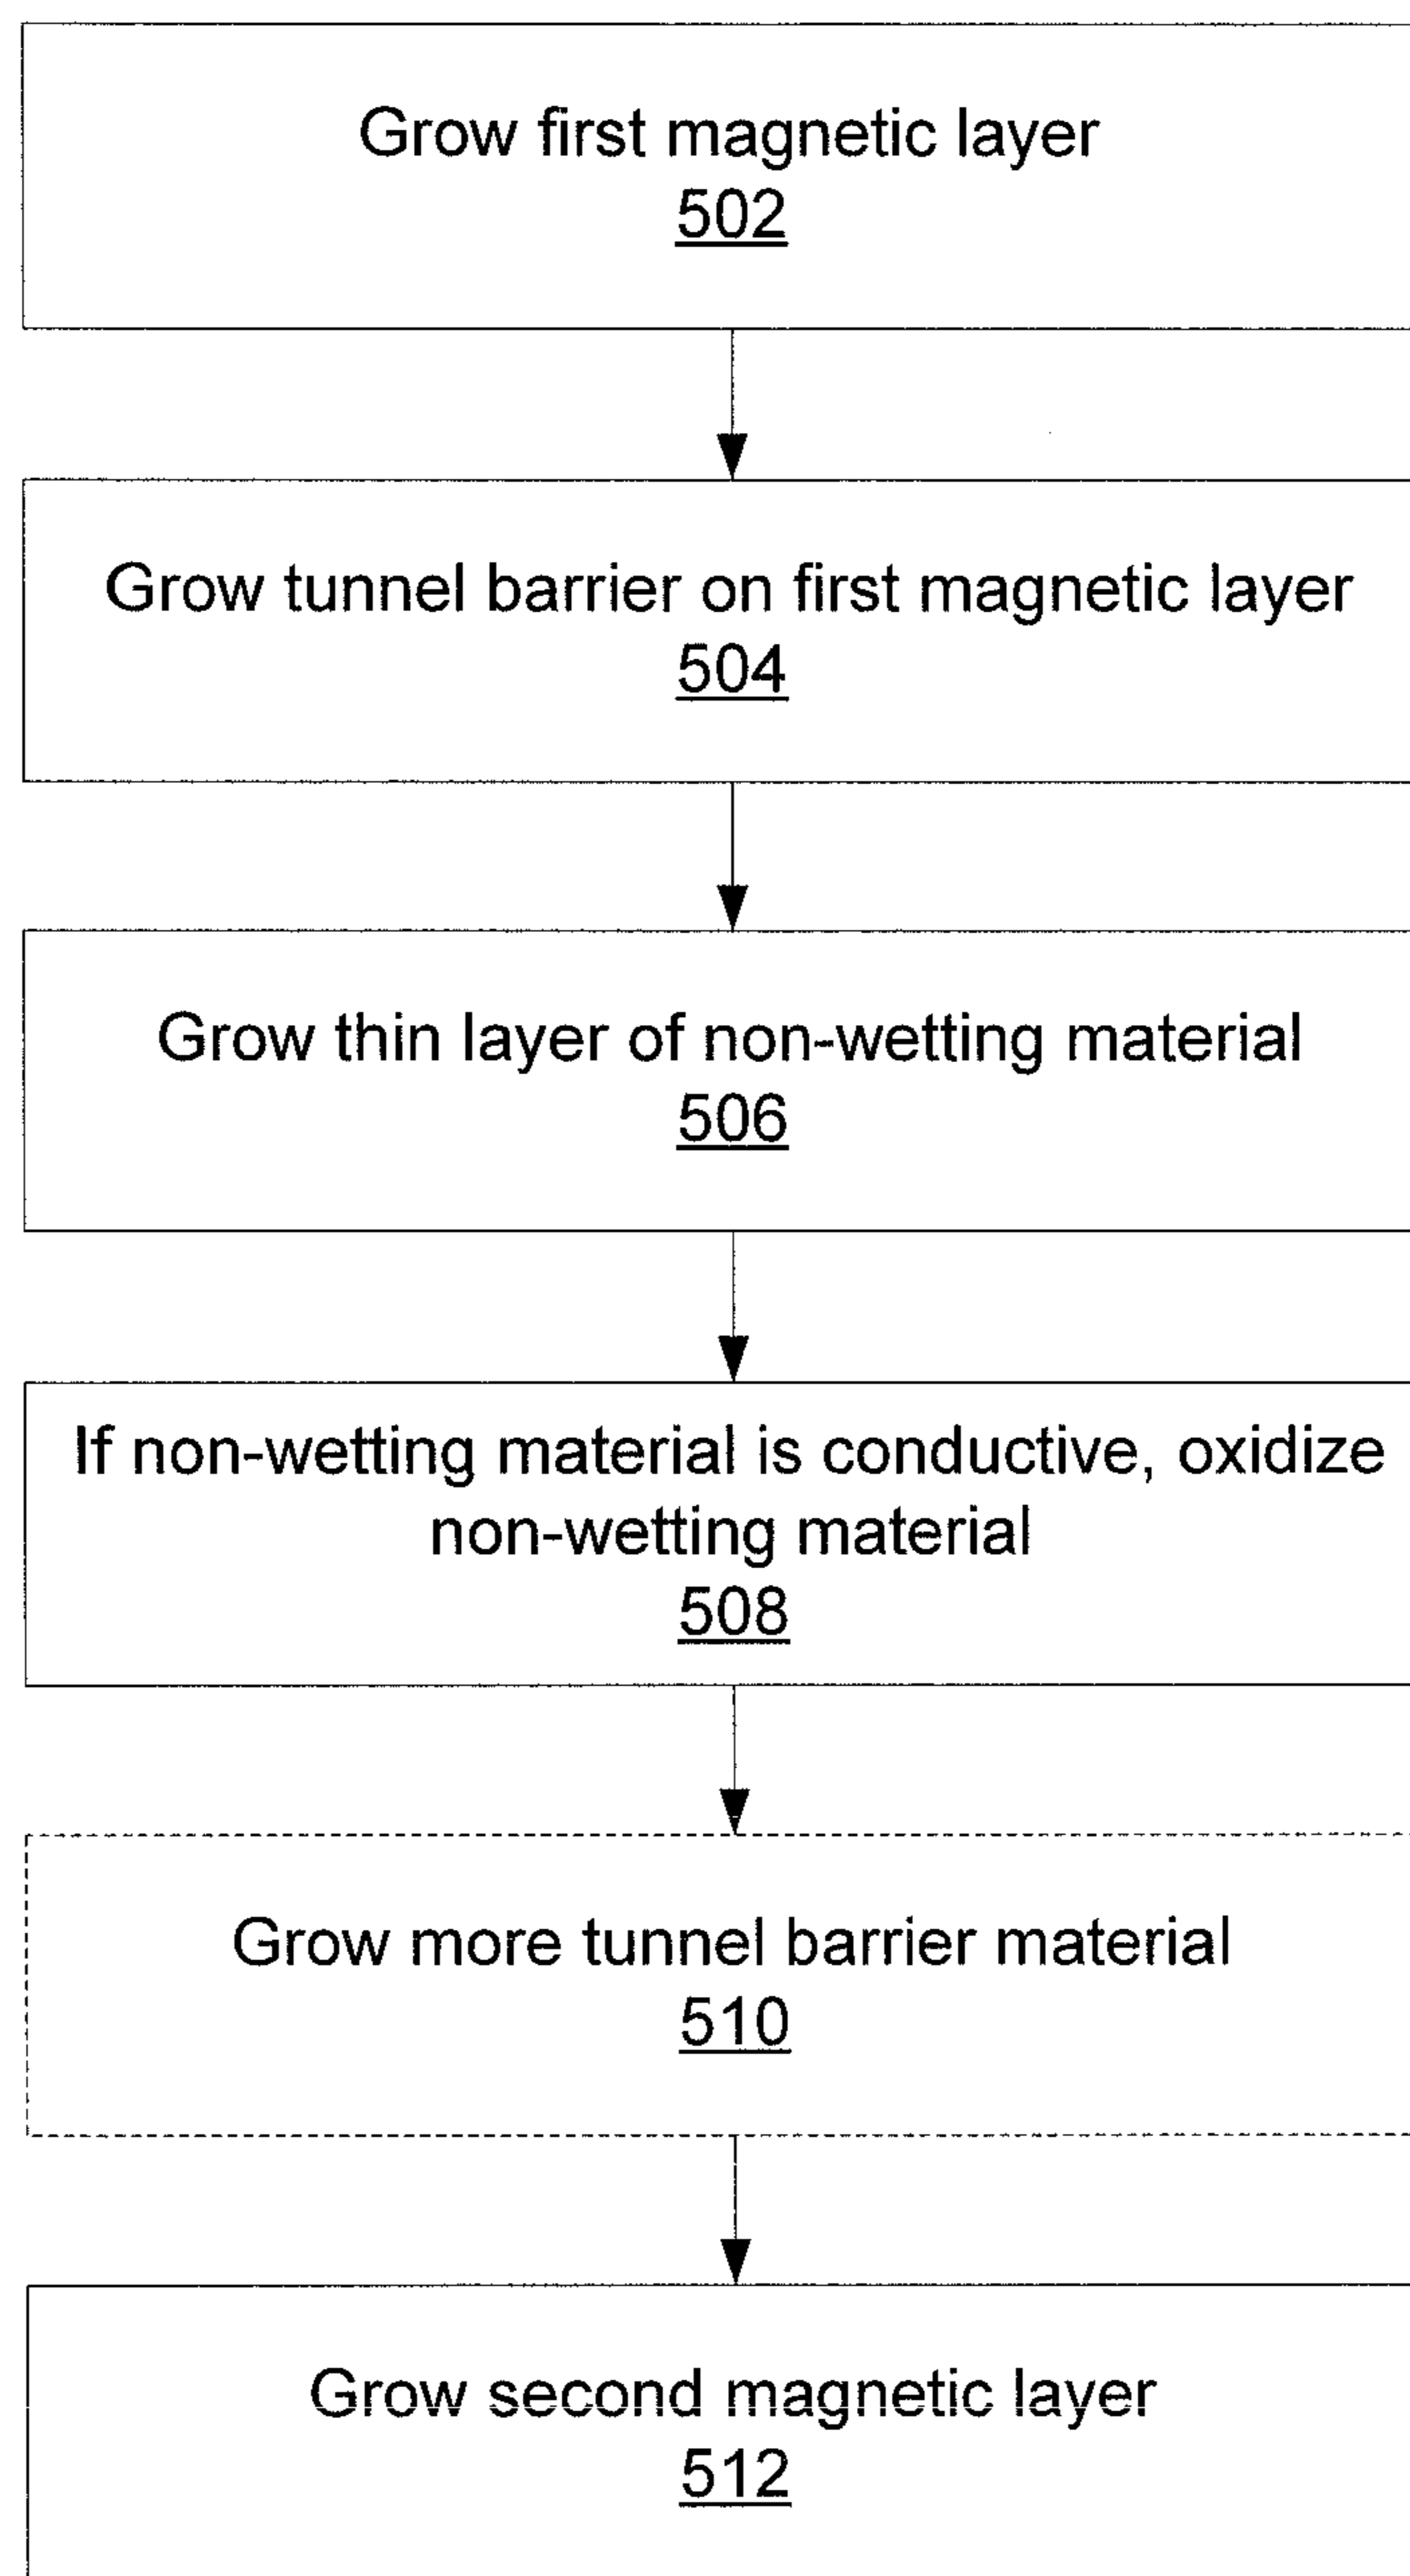 Grow first magnetic layer
502
Grow tunnel barrier on first magnetic layer
504
Grow thin layer of non-wetting material
506
If non-wetting material is conductive, oxidize
non-wetting material
508
Grow more tunnel barrier material
510
Grow second magnetic layer
512